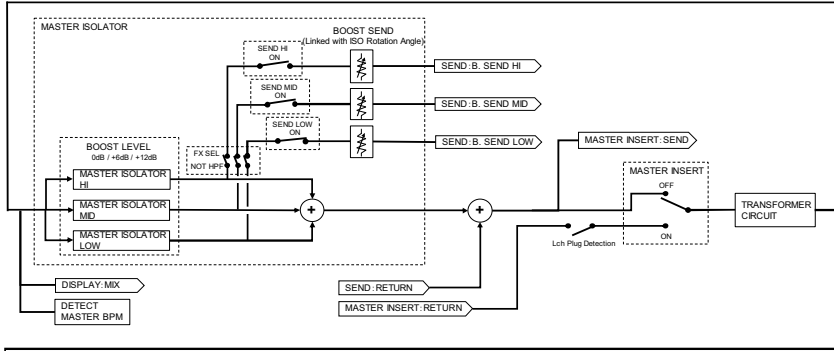 MASTER ISOLATOR
BOOST SEND
(Linked with ISO Rotation Angle)
SEND HI
ON
SEND: B. SEND HI
SEND MID
ON
SEND: B. SEND MID
SEND LOW
ON
SEND: B. SEND LOW
MASTER INSERT: SEND
BOOST LEVEL
0dB / +6dB / +12dB
FX SEL
NOT HPF
MASTER ISOLATOR
HI
MASTER ISOLATOR
MID
MASTER ISOLATOR
LOW
+
+
MASTER INSERT
OFF
ON
TRANSFORMER
CIRCUIT
Lch Plug Detection
DISPLAY: MIX
SEND: RETURN
DETECT
MASTER BPM
MASTER INSERT: RETURN